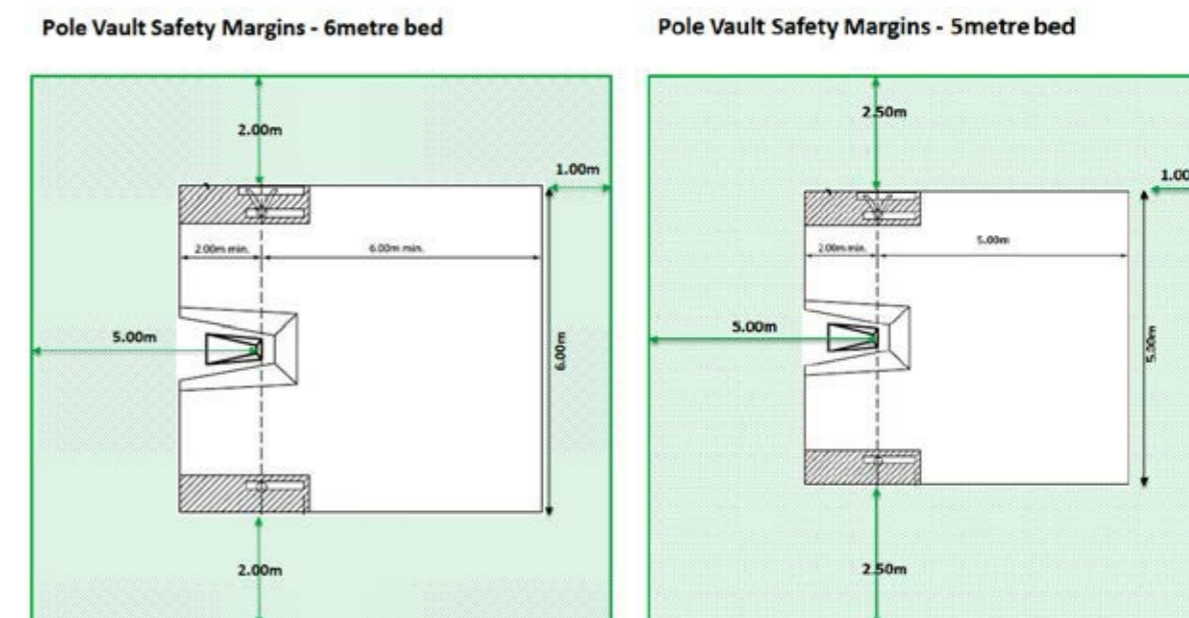 Pole Vault Safety Margins - 6metre bed
2.00m
1.00m
2.00m min.
6.00m min.
5.00m
6.00m
2.00m
Pole Vault Safety Margins - 5metre bed
2.50m
1.00
2.00m min.
5.00m
5.00m
5.00m
2.50m